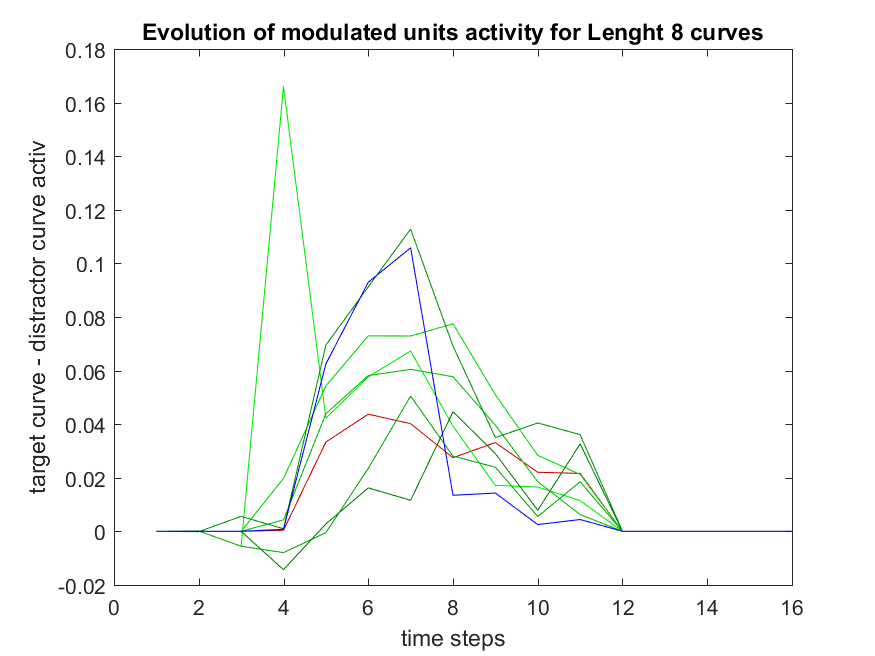 Evolution of modulated units activity for Lenght 8 curves
0.18
0.16
0.14
0.12
0.1
0.08
0.06
0.04
0.02
0
-0.02
target curve - distractor curve activ
0 2 4 6 8 10 12 14 16
time steps